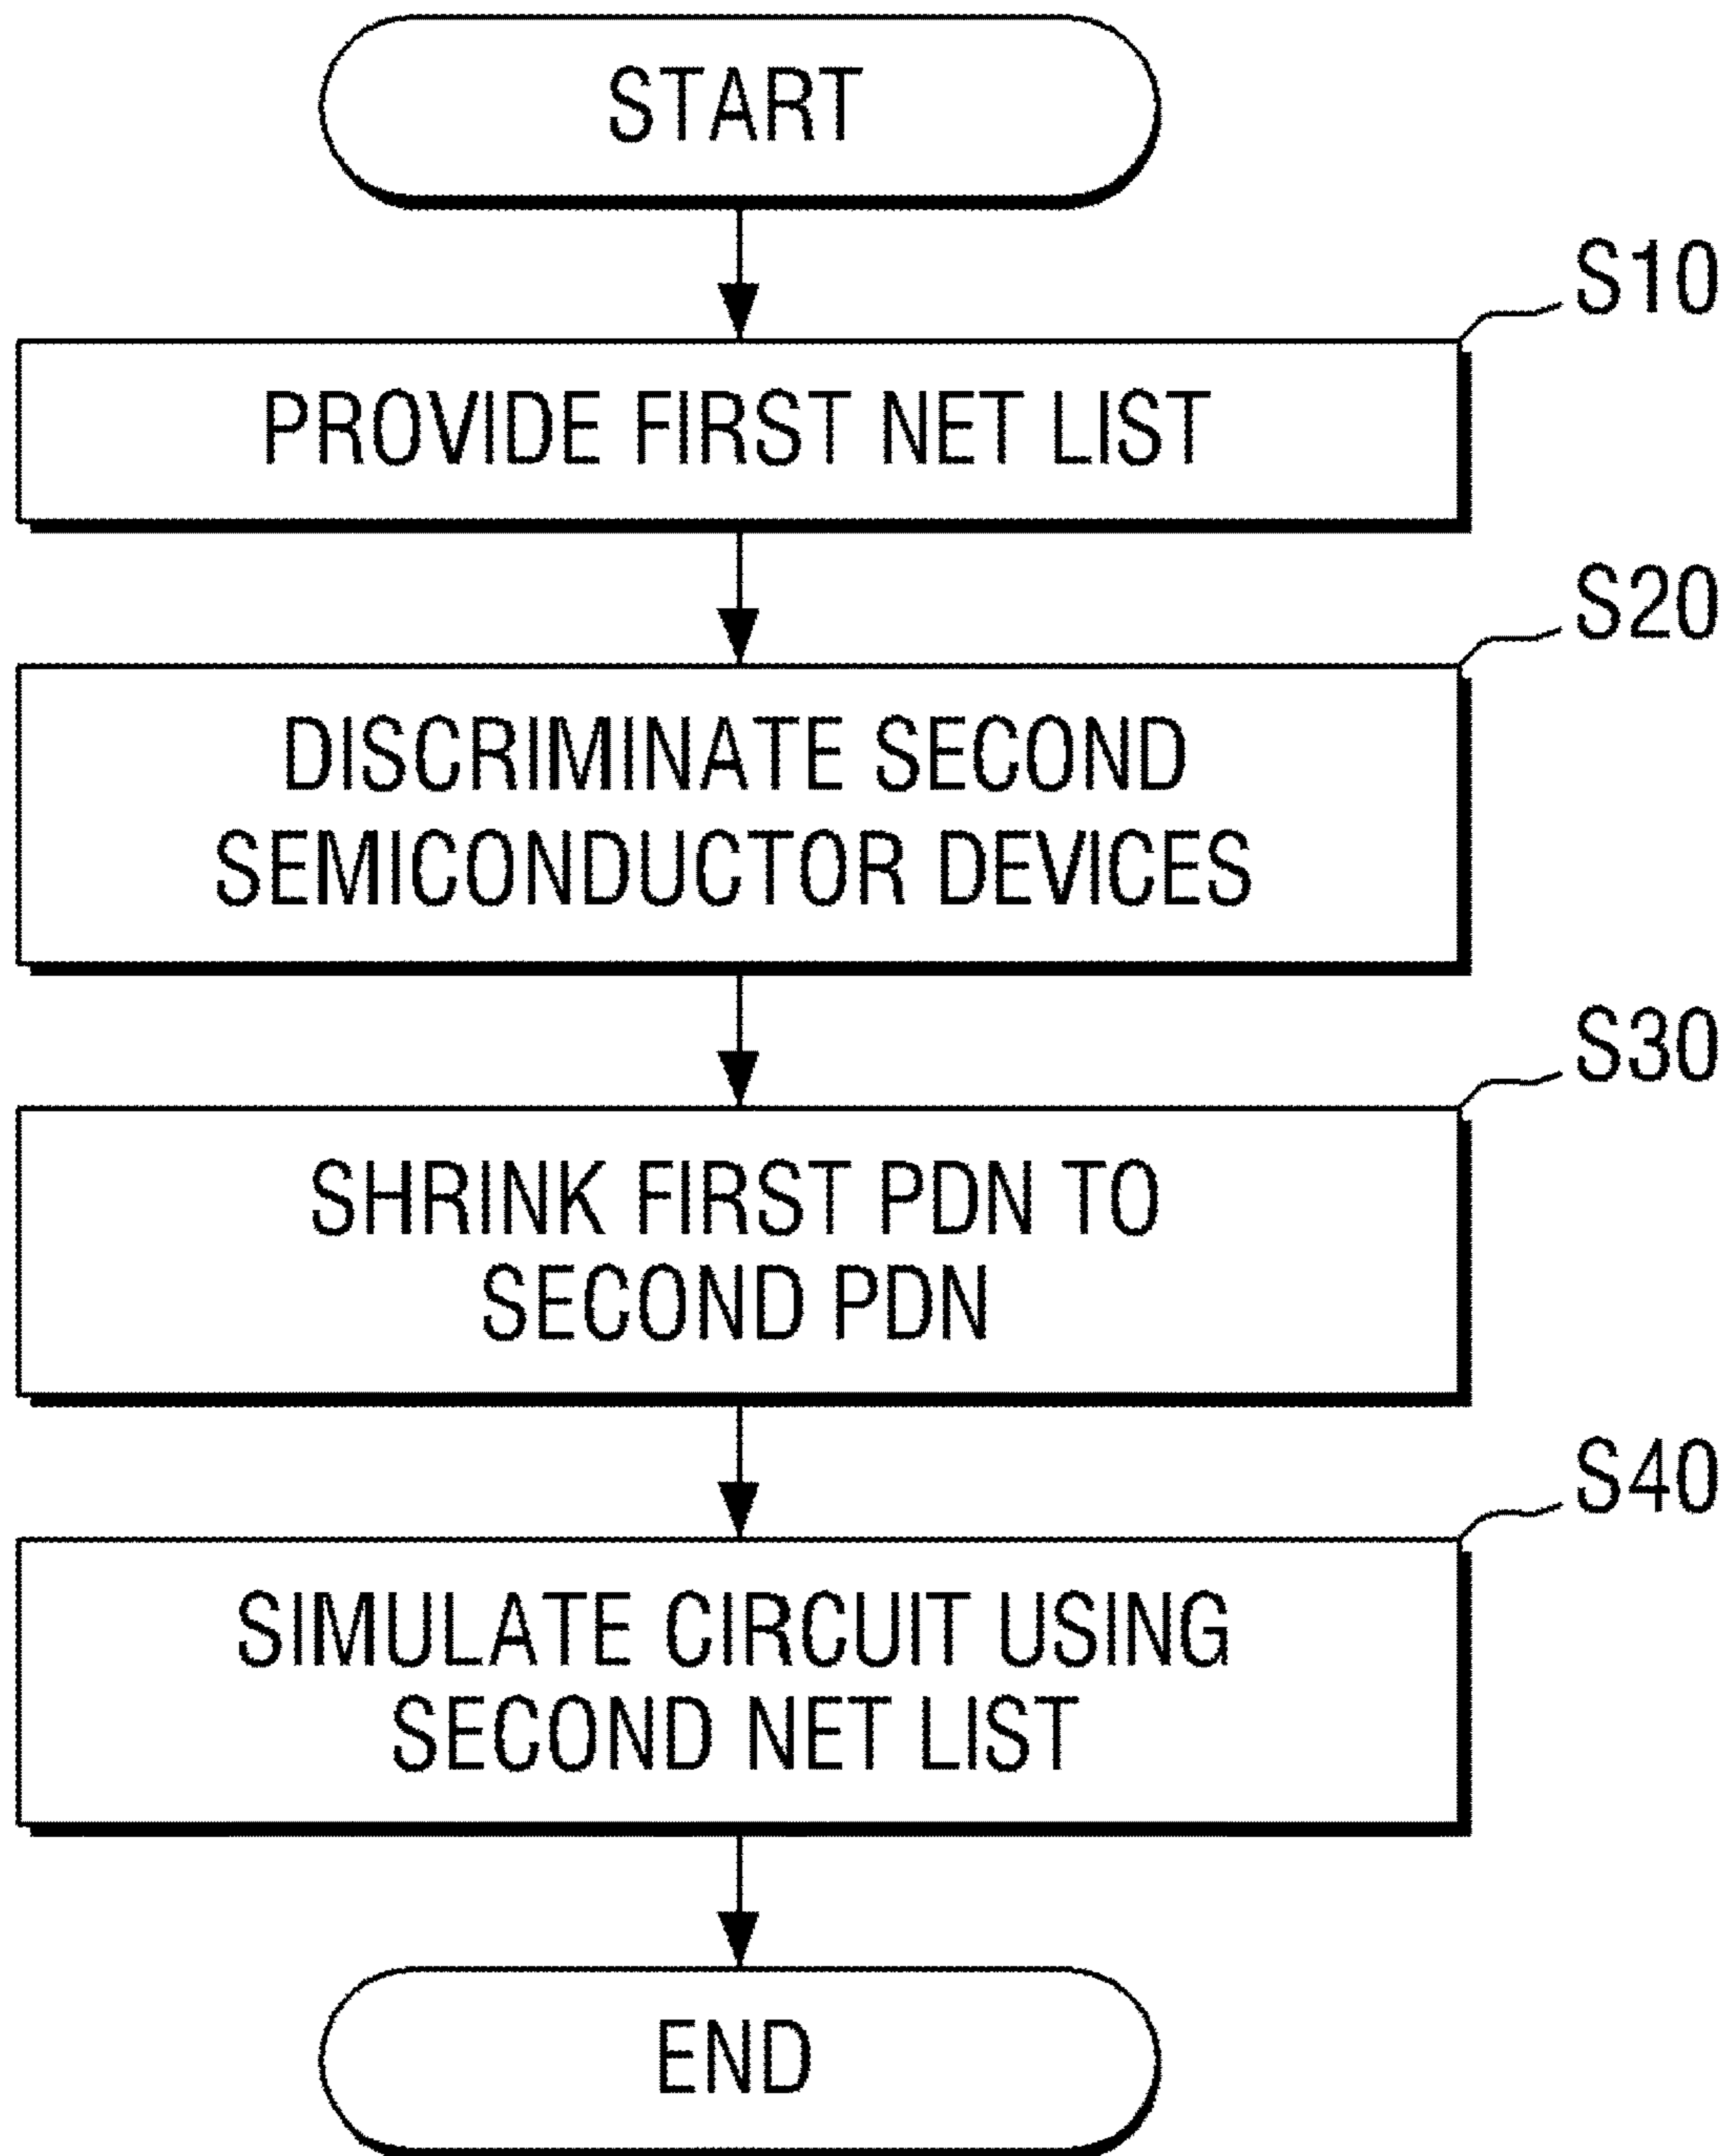 START
S10
PROVIDE FIRST NET LIST
S20
DISCRIMINATE SECOND
SEMICONDUCTOR DEVICES
S30
SHRINK FIRST PDN TO
SECOND PDN
S40
SIMULATE CIRCUIT USING
SECOND NET LIST
END